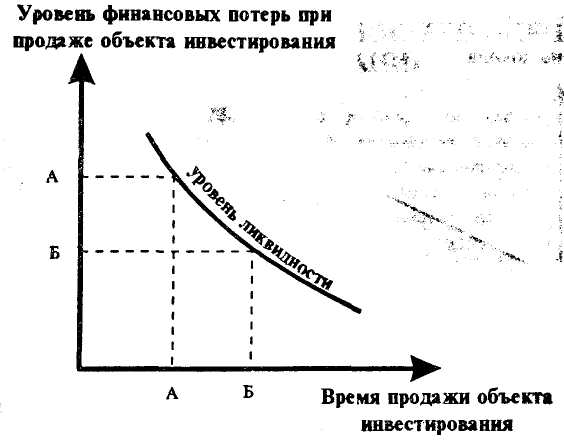 Уровень финансовых потерь при
продаже объекта инвестирования
А
уровень ликвидности
Б
А
Б
Время продажи объекта
инвестирования